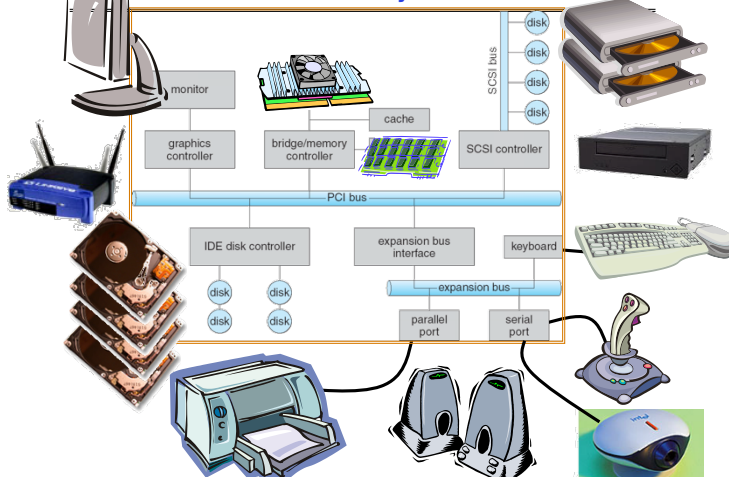 disk
disk
disk
disk
SCSI bus
monitor
cache
graphics
controller
bridge/memory
controller
SCSI controller
PCI bus
IDE disk controller
expansion bus
interface
keyboard
disk
disk
disk
disk
expansion bus
parallel
port
serial
port
intel